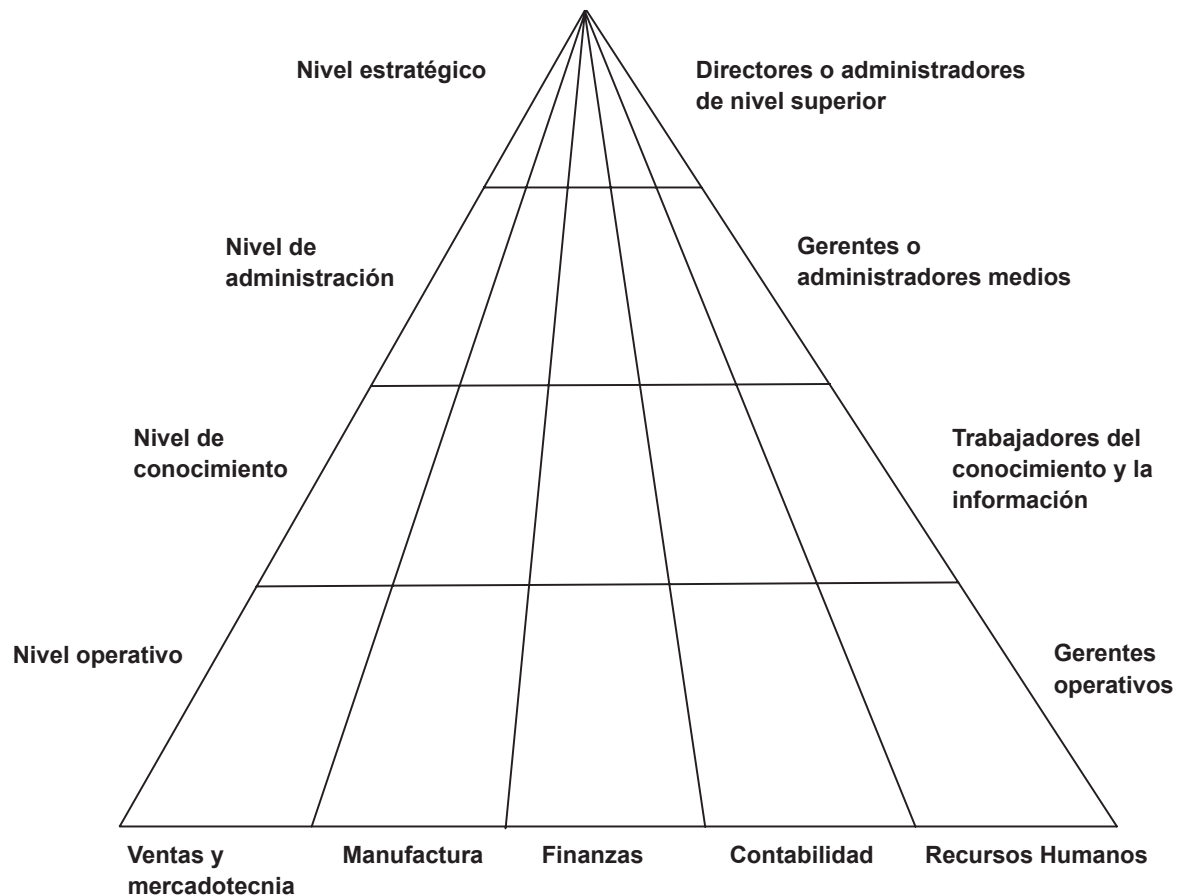 Nivel estratégico
Directores o administradores
de nivel superior
Nivel de
administración
Gerentes o
administradores medios
Nivel de
conocimiento
Trabajadores del
conocimiento y la
información
Nivel operativo
Gerentes
operativos
Ventas y
mercadotecnia
Manufactura
Finanzas
Contabilidad
Recursos Humanos